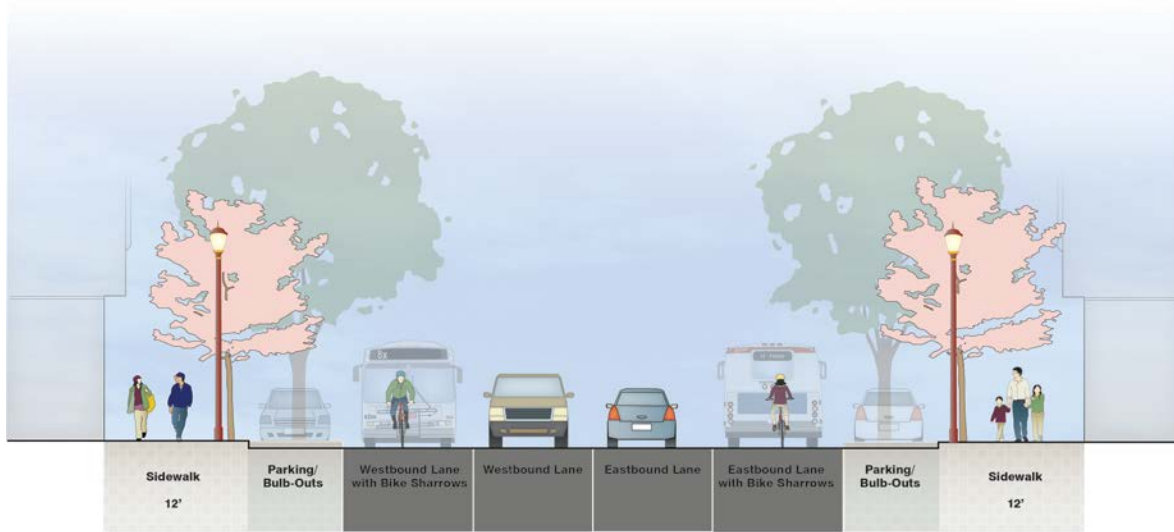 8x
Sidewalk
12'
Parking/
Bulb-Outs
Westbound Lane
with Bike Sharrows
Westbound Lane
Eastbound Lane
Eastbound Lane
with Bike Sharrows
Parking/
Bulb-Outs
Sidewalk
12'